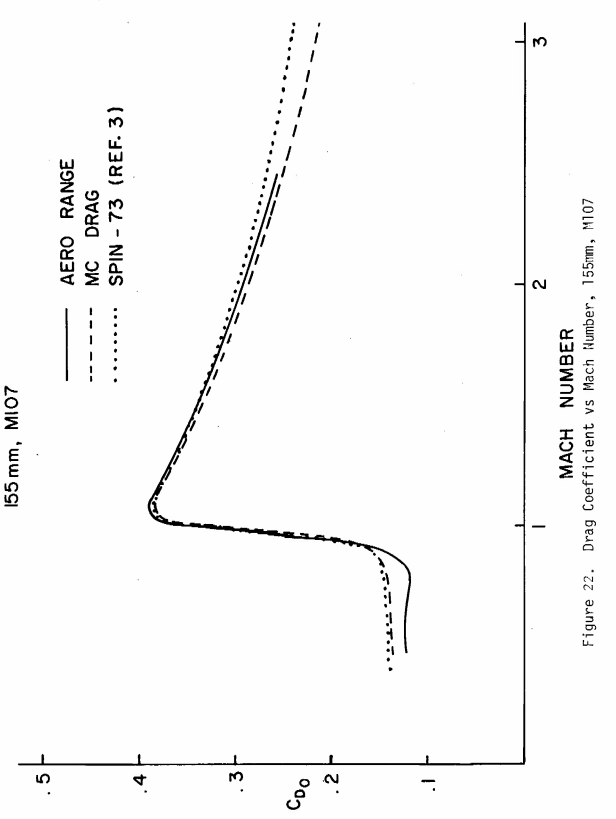 155mm, M107
AERO RANGE
MC DRAG
SPIN-73 (REF. 3)
.5
.4
.3
.2
.1
CD0
1
2
3
MACH NUMBER
Figure 22. Drag Coefficient vs Mach Number, 155mm, M107